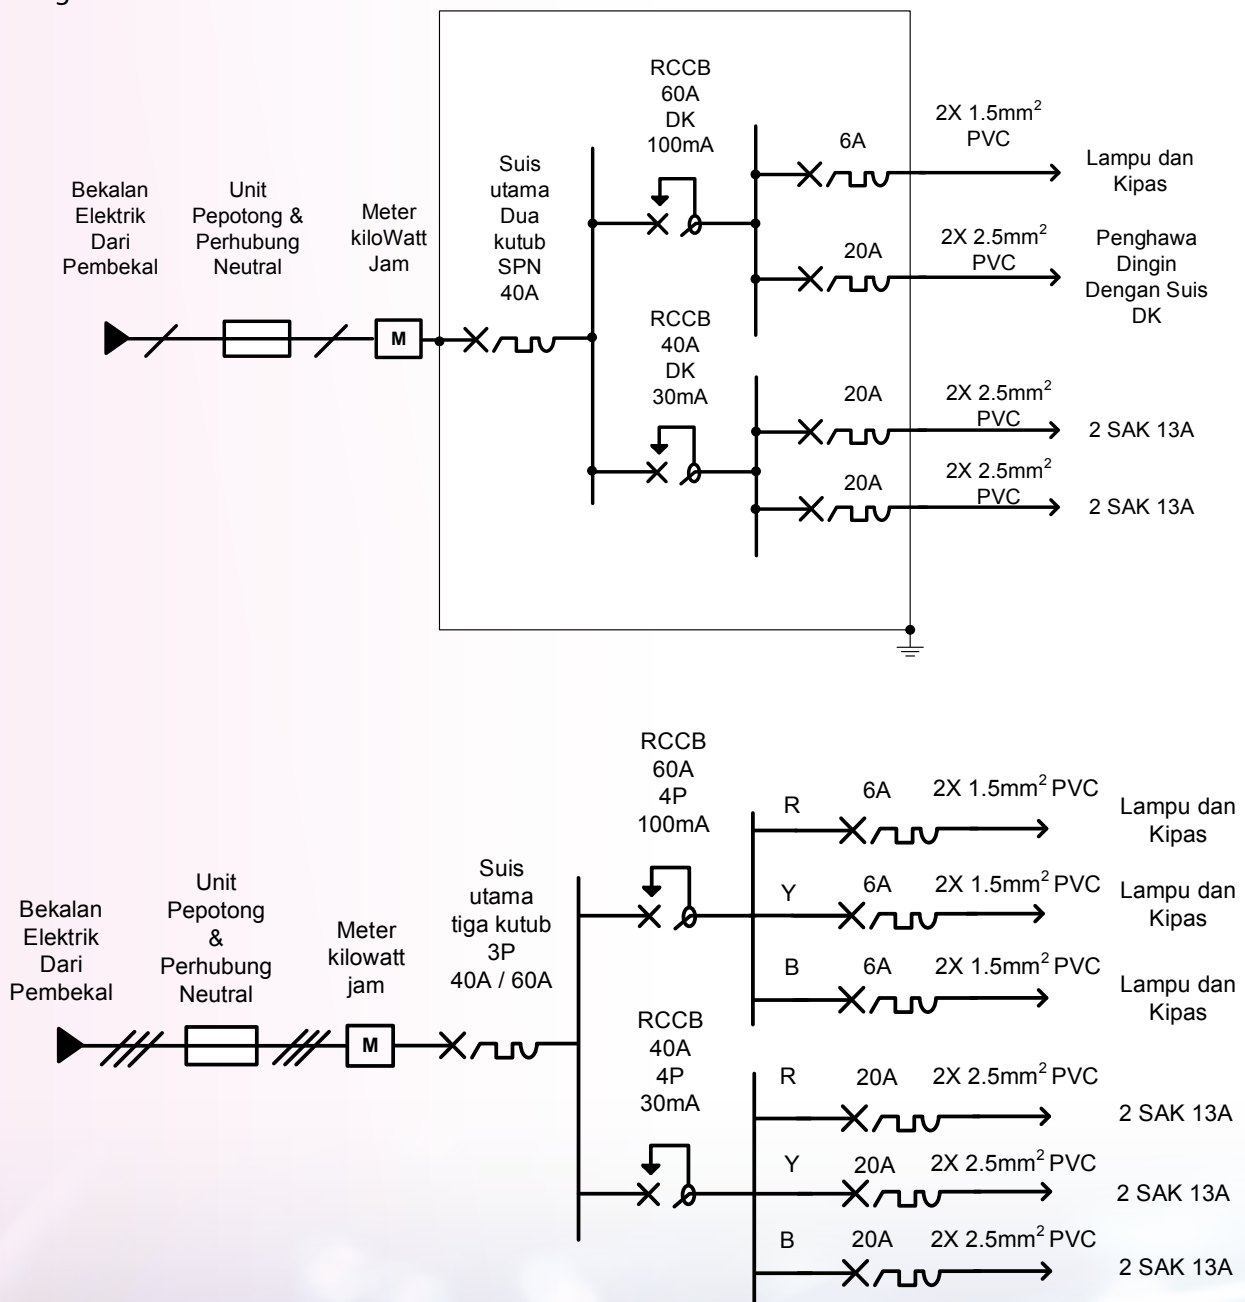 RCCB
60A
DK
100mA
2X 1.5mm²
PVC
6A
Lampu dan
Kipas
Suis
utama
Dua
kutub
SPN
40A
Bekalan
Elektrik
Dari
Pembekal
Unit
Pepotong &
Perhubung
Neutral
Meter
kiloWatt
Jam
M
20A
2X 2.5mm²
PVC
Penghawa
Dingin
Dengan Suis
DK
RCCB
40A
DK
30mA
20A
2X 2.5mm²
PVC
2 SAK 13A
20A
2X 2.5mm²
PVC
2 SAK 13A
RCCB
60A
4P
100mA
R
6A
2X 1.5mm² PVC
Lampu dan
Kipas
Y
6A
2X 1.5mm² PVC
Lampu dan
Kipas
B
6A
2X 1.5mm² PVC
Lampu dan
Kipas
Bekalan
Elektrik
Dari
Pembekal
Unit
Pepotong
&
Perhubung
Neutral
Meter
kilowatt
jam
M
Suis
utama
tiga kutub
3P
40A / 60A
RCCB
40A
4P
30mA
R
20A
2X 2.5mm² PVC
2 SAK 13A
Y
20A
2X 2.5mm² PVC
2 SAK 13A
B
20A
2X 2.5mm² PVC
2 SAK 13A